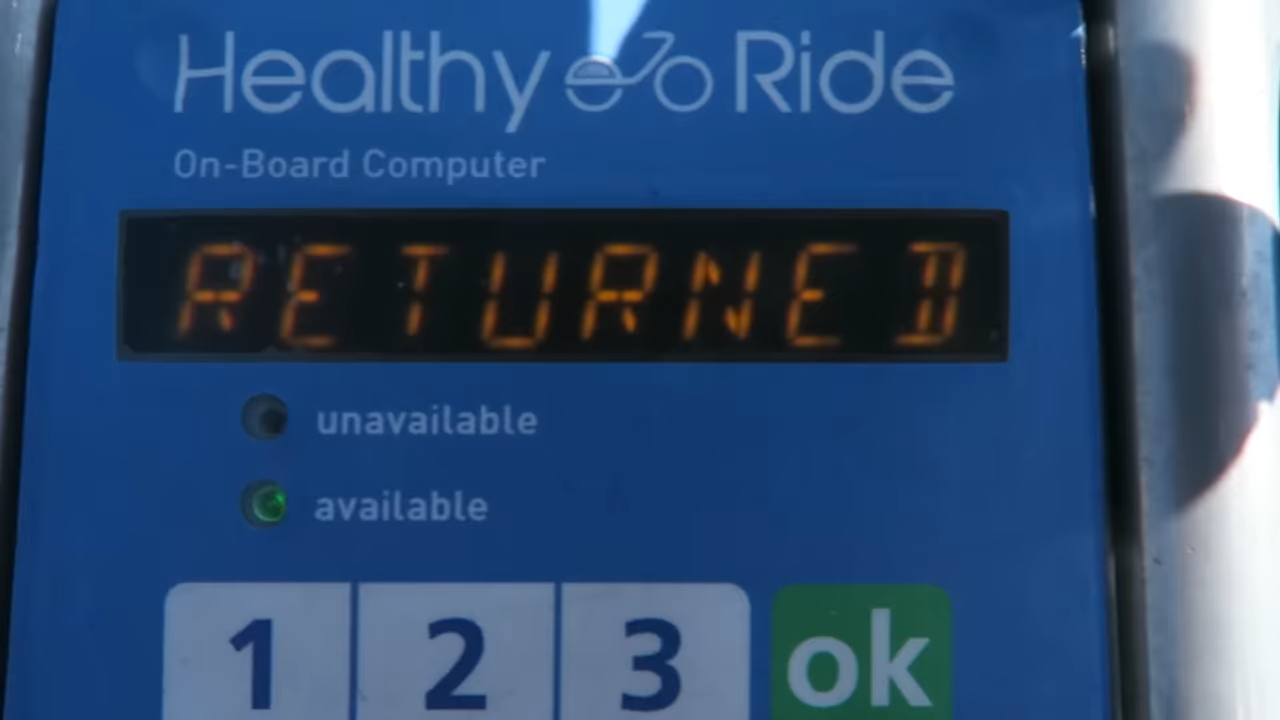 Healthy Ride
On-Board Computer
RETURNED
unavailable
available
1 2 3 ok